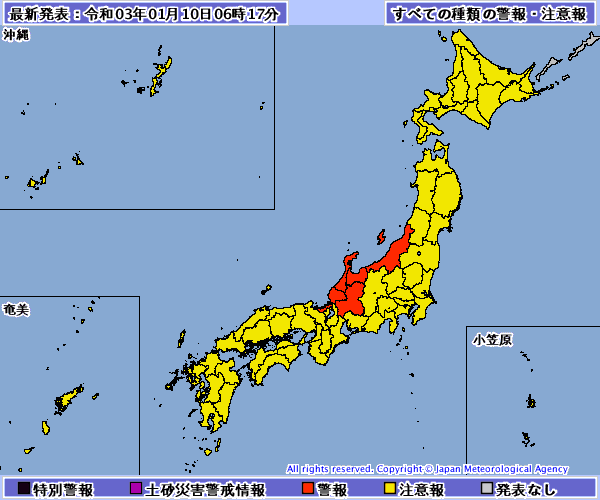 最新発表：令和03年01月10日06時17分
すべての種類の警報・注意報
沖縄
奄美
小笠原
All rights reserved. Copyright © Japan Meteorological Agency
特別警報 土砂災害警戒情報 警報 注意報 発表なし